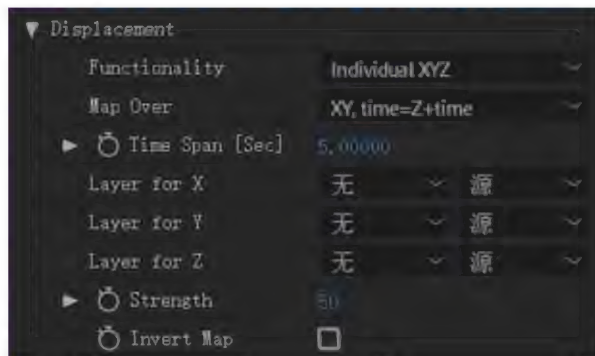 Displacement
Functionality Individual XYZ
Map Over XY, time=Z+time
Time Span [Sec] 5.00000
Layer for X 无 源
Layer for Y 无 源
Layer for Z 无 源
Strength 50
Invert Map